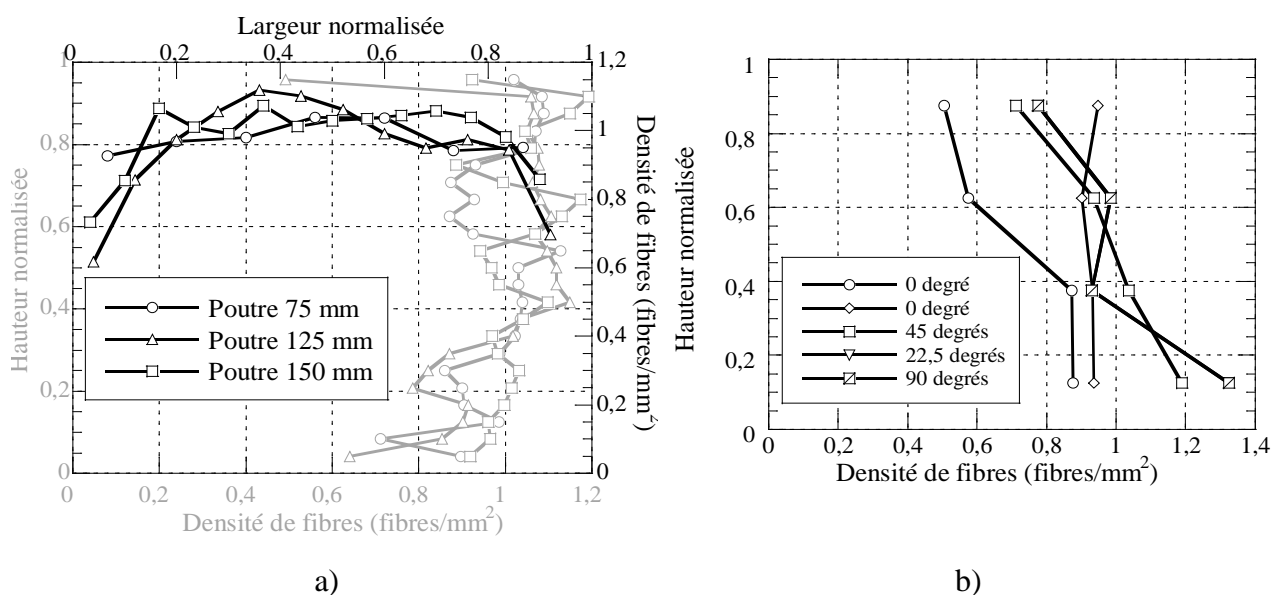 Largeur normalisée
0 0,2 0,4 0,6 0,8 1
1
0,8
0,6
0,4
0,2
0
Hauteur normalisée
1,2
1
0,8
0,6
0,4
0,2
0
Densité de fibres (fibres/mm²)
Poutre 75 mm
Poutre 125 mm
Poutre 150 mm
0 0,2 0,4 0,6 0,8 1 1,2
Densité de fibres (fibres/mm²)
a)
1
0,8
0,6
0,4
0,2
0
Hauteur normalisée
0 degré
0 degré
45 degrés
22,5 degrés
90 degrés
0 0,2 0,4 0,6 0,8 1 1,2 1,4
Densité de fibres (fibres/mm²)
b)